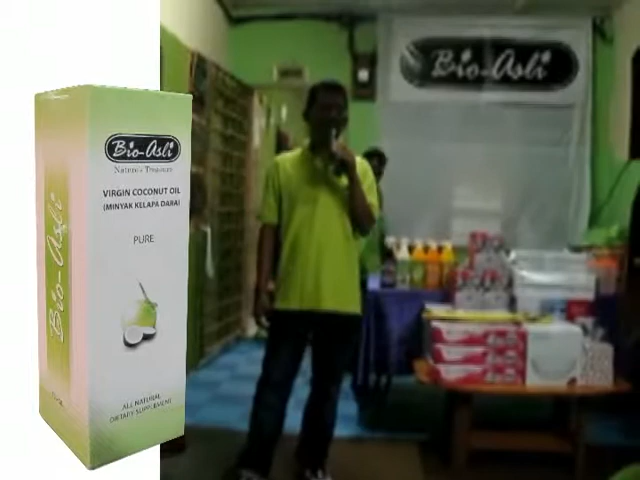 Bio-Asli
Bio-Asli
Nature's Treasure
VIRGIN COCONUT OIL
(MINYAK KELAPA DARA)
PURE
Bio-Asli
ALL NATURAL
DIETARY SUPPLEMENT